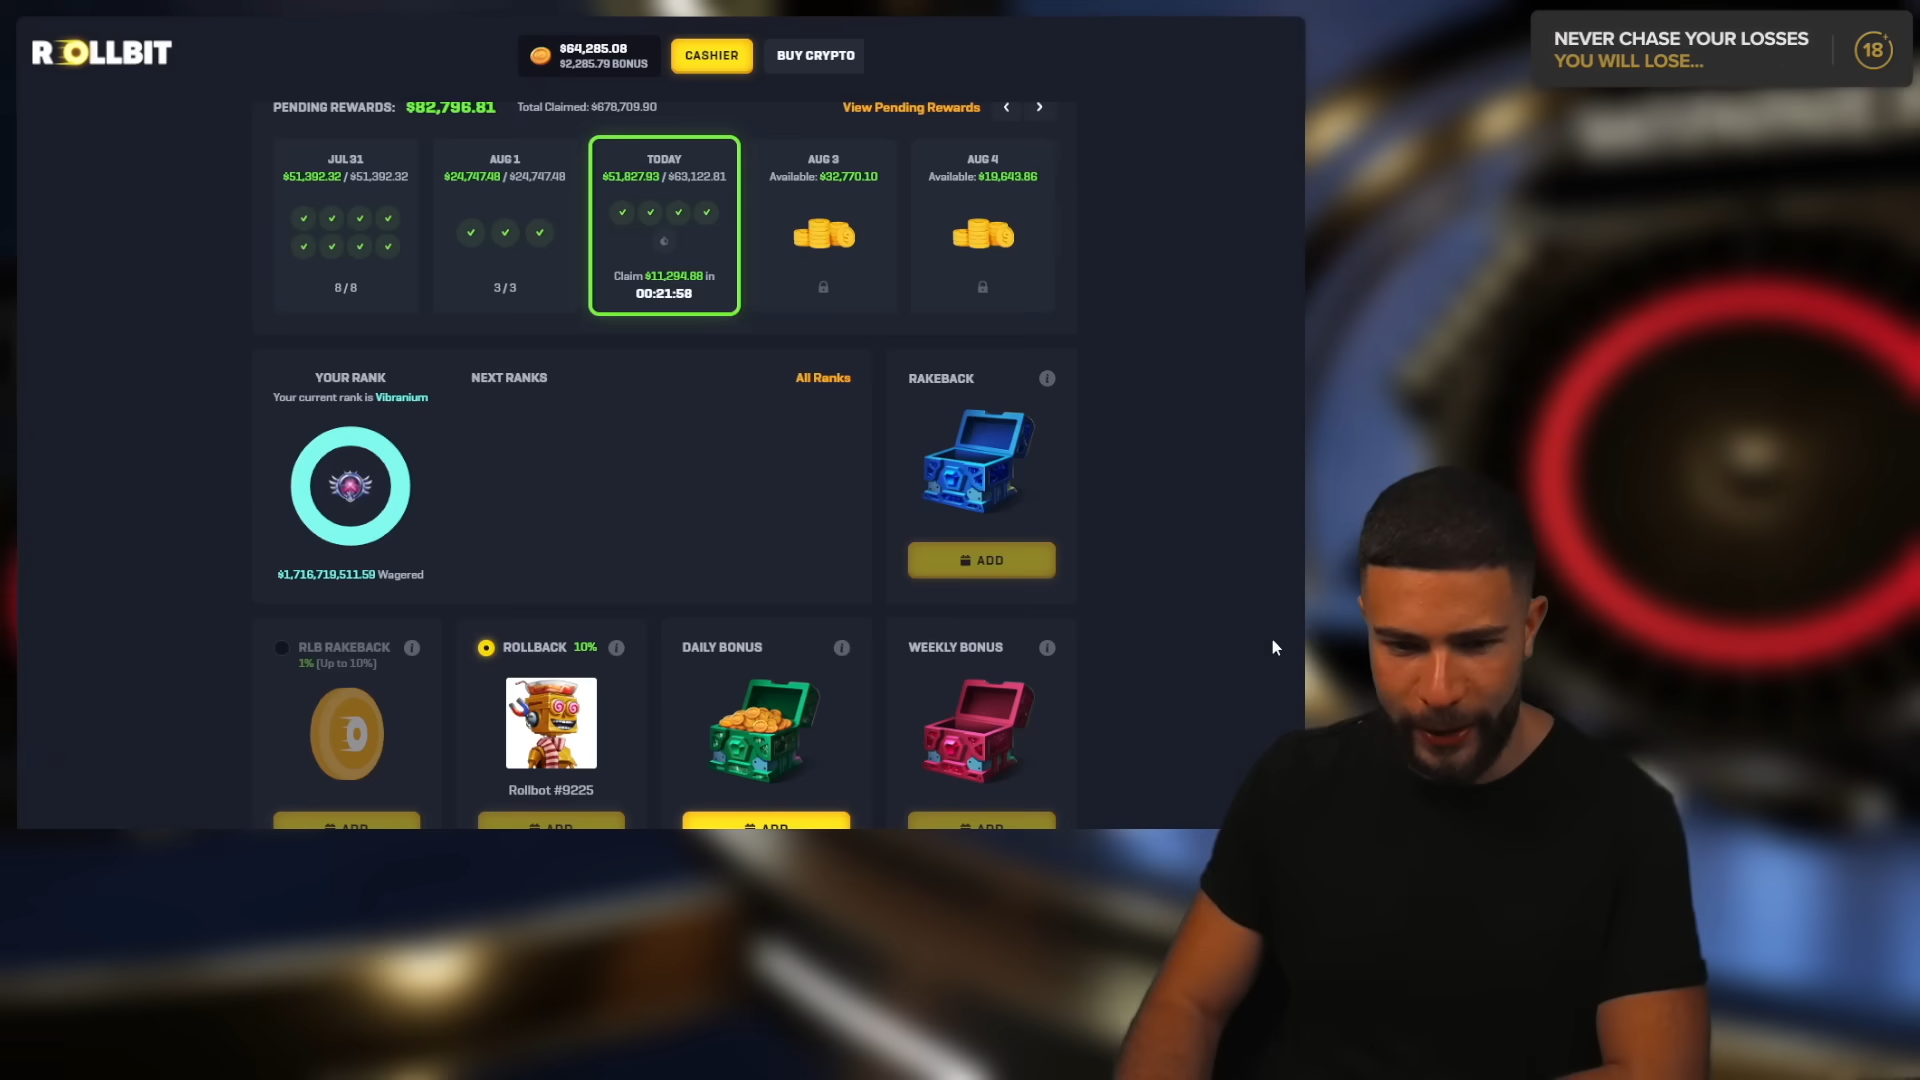 ROLLBIT
$64,285.08
$2,285.79 BONUS
CASHIER
BUY CRYPTO
NEVER CHASE YOUR LOSSES
YOU WILL LOSE...
18+
PENDING REWARDS: $82,796.81
Total Claimed: $678,709.90
View Pending Rewards
JUL 31
$51,392.32 / $51,392.32
8 / 8
AUG 1
$24,747.48 / $24,747.48
3 / 3
TODAY
$51,827.93 / $63,122.81
Claim $11,294.88 in
00:21:58
AUG 3
Available: $32,770.10
AUG 4
Available: $19,643.86
YOUR RANK
Your current rank is Vibranium
$1,716,719,511.59 Wagered
NEXT RANKS
All Ranks
RAKEBACK
ADD
RLB RAKEBACK
1% (Up to 10%)
ADD
ROLLBACK 10%
Rollbot #9225
ADD
DAILY BONUS
ADD
WEEKLY BONUS
ADD